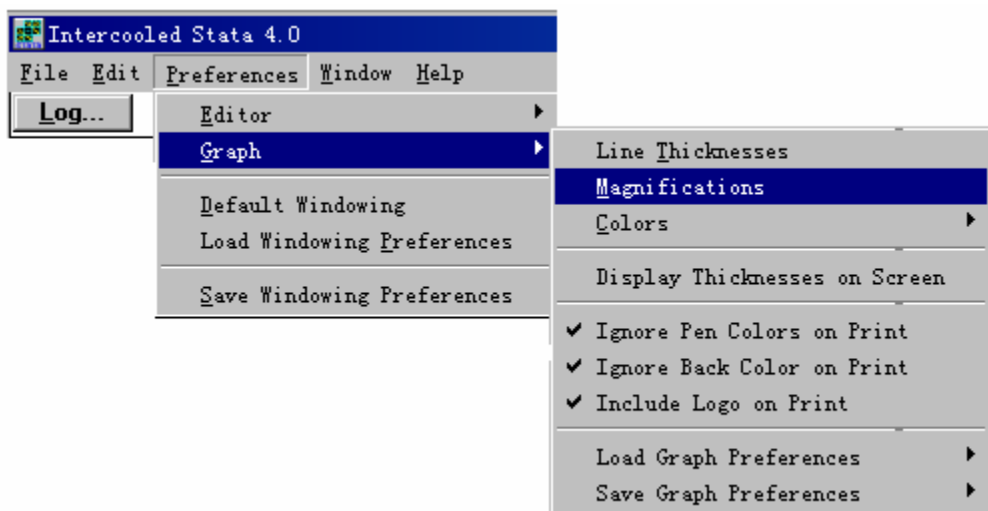 Intercooled Stata 4.0
File Edit Preferences Window Help
Log...
Editor
Graph
Default Windowing
Load Windowing Preferences
Save Windowing Preferences
Line Thicknesses
Magnifications
Colors
Display Thicknesses on Screen
Ignore Pen Colors on Print
Ignore Back Color on Print
Include Logo on Print
Load Graph Preferences
Save Graph Preferences